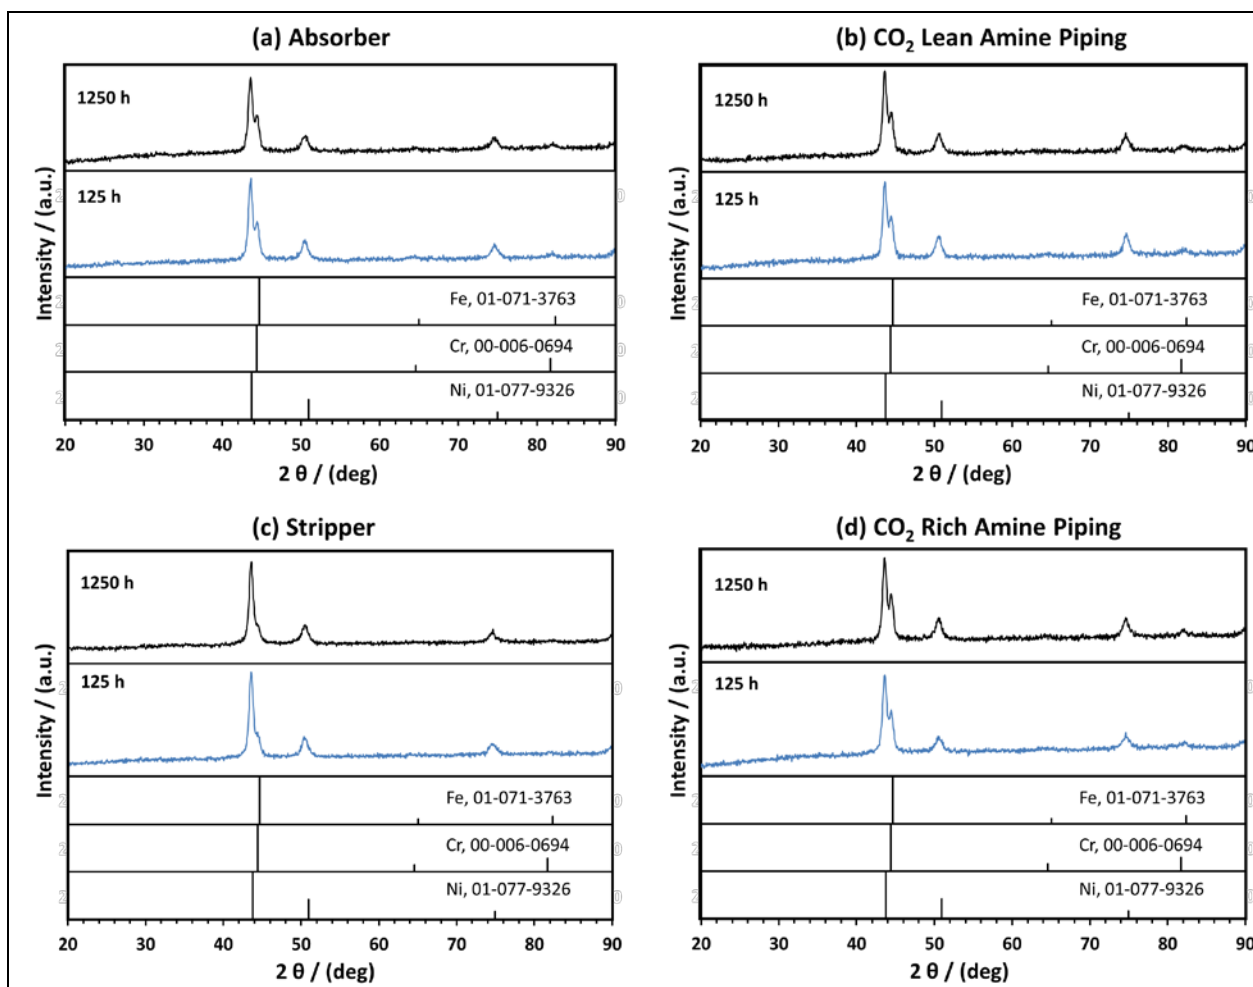 (a) Absorber
1250 h
125 h
Fe, 01-071-3763
Cr, 00-006-0694
Ni, 01-077-9326
20 30 40 50 60 70 80 90
2 θ / (deg)
Intensity / (a.u.)
(b) CO₂ Lean Amine Piping
1250 h
125 h
Fe, 01-071-3763
Cr, 00-006-0694
Ni, 01-077-9326
20 30 40 50 60 70 80 90
2 θ / (deg)
Intensity / (a.u.)
(c) Stripper
1250 h
125 h
Fe, 01-071-3763
Cr, 00-006-0694
Ni, 01-077-9326
20 30 40 50 60 70 80 90
2 θ / (deg)
Intensity / (a.u.)
(d) CO₂ Rich Amine Piping
1250 h
125 h
Fe, 01-071-3763
Cr, 00-006-0694
Ni, 01-077-9326
20 30 40 50 60 70 80 90
2 θ / (deg)
Intensity / (a.u.)